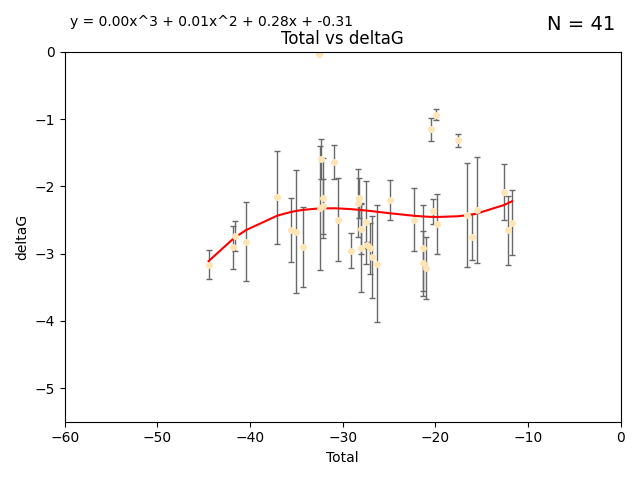 y = 0.00x^3 + 0.01x^2 + 0.28x + -0.31
N = 41
Total vs deltaG
0
−1
−2
−3
−4
−5
deltaG
−60 −50 −40 −30 −20 −10 0
Total